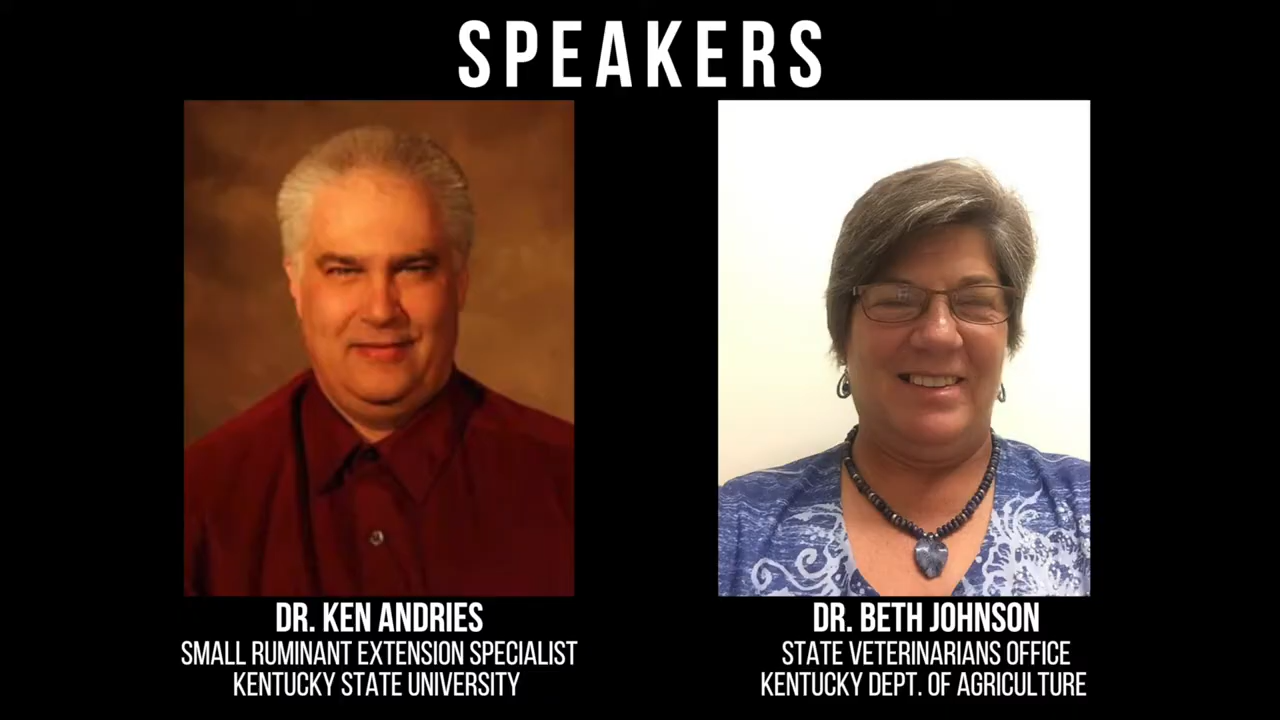 SPEAKERS
DR. KEN ANDRIES
SMALL RUMINANT EXTENSION SPECIALIST
KENTUCKY STATE UNIVERSITY
DR. BETH JOHNSON
STATE VETERINARIANS OFFICE
KENTUCKY DEPT. OF AGRICULTURE